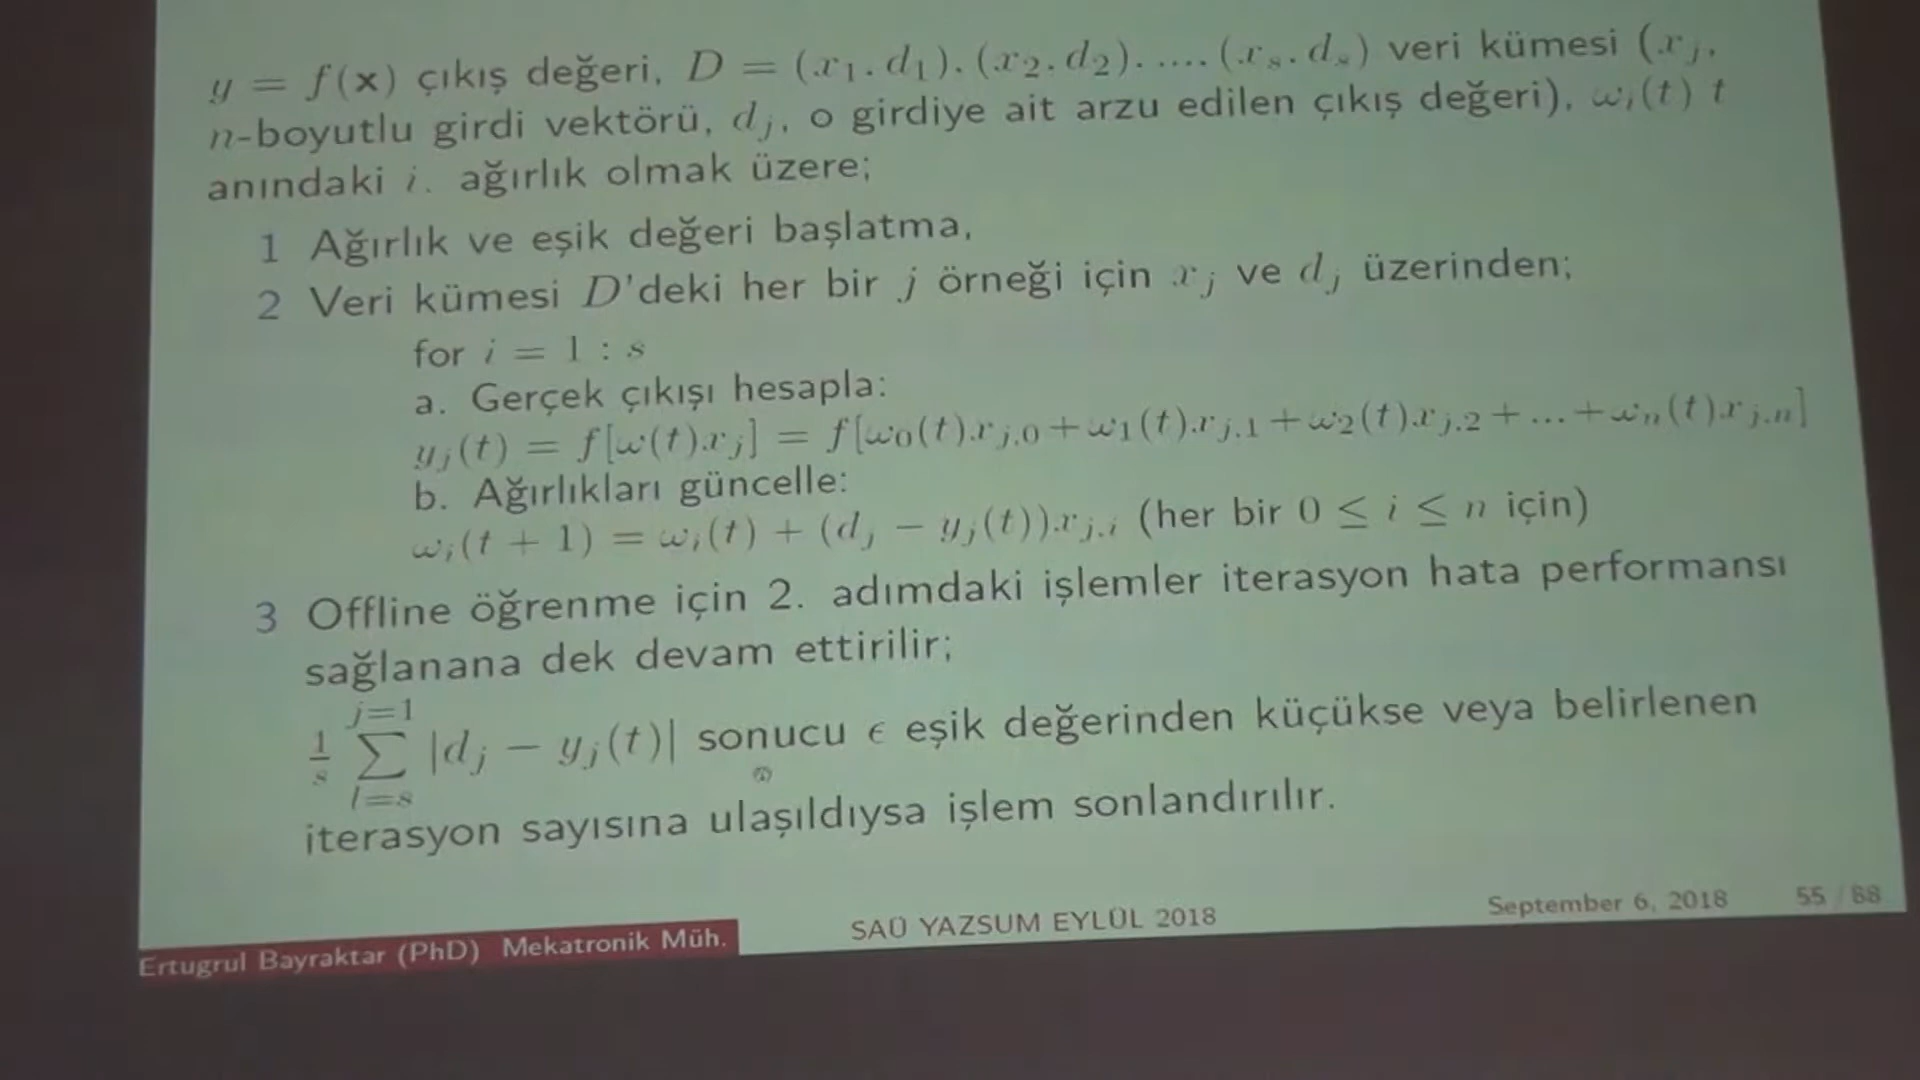 y = f(x) çıkış değeri, D = (x₁, d₁), (x₂, d₂), ...., (xₛ, dₛ) veri kümesi (xⱼ,
n-boyutlu girdi vektörü, dⱼ, o girdiye ait arzu edilen çıkış değeri), ωᵢ(t) t
anındaki i. ağırlık olmak üzere;
1 Ağırlık ve eşik değeri başlatma,
2 Veri kümesi D'deki her bir j örneği için xⱼ ve dⱼ üzerinden;
for i = 1 : s
a. Gerçek çıkışı hesapla:
yⱼ(t) = f[ω(t).xⱼ] = f[ω₀(t).xⱼ,₀ + ω₁(t).xⱼ,₁ + ω₂(t).xⱼ,₂ + ... + ωₙ(t).xⱼ,ₙ]
b. Ağırlıkları güncelle:
ωᵢ(t + 1) = ωᵢ(t) + (dⱼ − yⱼ(t)).xⱼ,ᵢ (her bir 0 ≤ i ≤ n için)
3 Offline öğrenme için 2. adımdaki işlemler iterasyon hata performansı
sağlanana dek devam ettirilir;
j=1
1/s ∑ |dⱼ − yⱼ(t)| sonucu ϵ eşik değerinden küçükse veya belirlenen
l=s
iterasyon sayısına ulaşıldıysa işlem sonlandırılır.
Ertugrul Bayraktar (PhD) Mekatronik Müh. SAÜ YAZSUM EYLÜL 2018 September 6, 2018 55 / 88